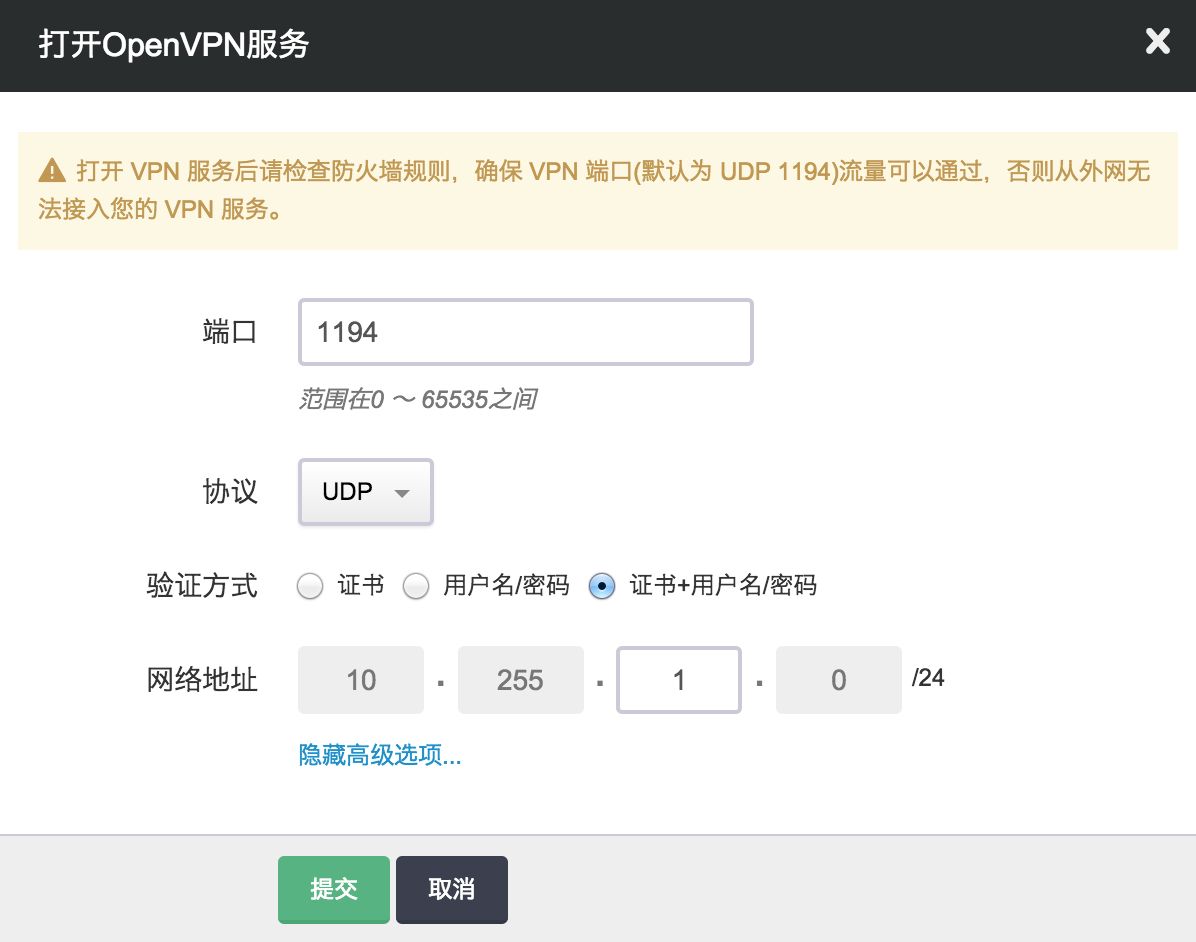 打开OpenVPN服务
打开 VPN 服务后请检查防火墙规则，确保 VPN 端口(默认为 UDP 1194)流量可以通过，否则从外网无
法接入您的 VPN 服务。
端口 1194
范围在0 ～ 65535之间
协议 UDP
验证方式 证书 用户名/密码 证书+用户名/密码
网络地址 10 . 255 . 1 . 0 /24
隐藏高级选项...
提交 取消